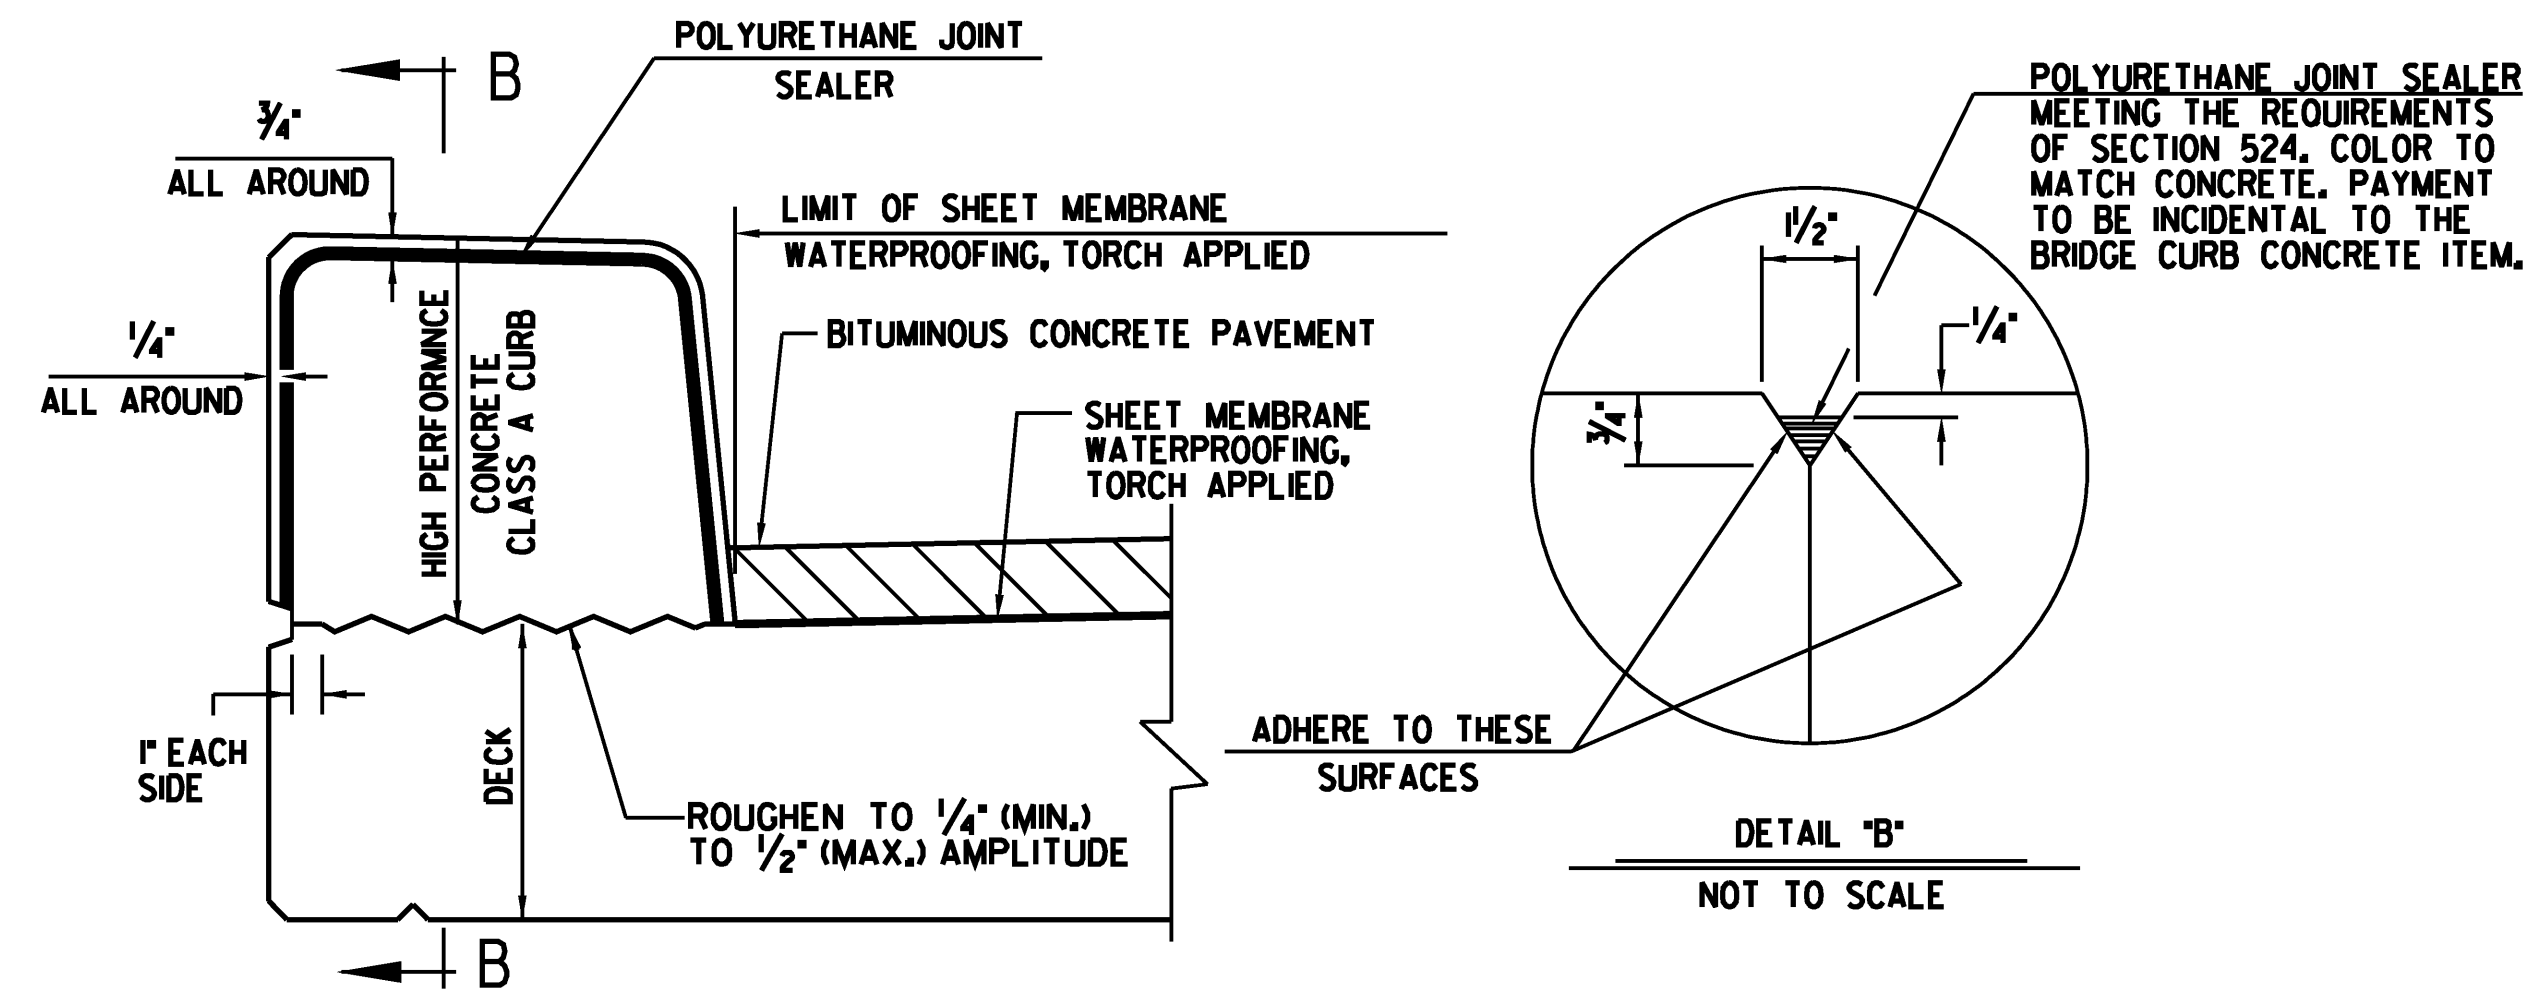 B
POLYURETHANE JOINT
SEALER
3/4"
ALL AROUND
LIMIT OF SHEET MEMBRANE
WATERPROOFING, TORCH APPLIED
1/4"
ALL AROUND
BITUMINOUS CONCRETE PAVEMENT
SHEET MEMBRANE
WATERPROOFING,
TORCH APPLIED
HIGH PERFORMNCE
CONCRETE
CLASS A CURB
1" EACH
SIDE
DECK
ROUGHEN TO 1/4" (MIN.)
TO 1/2" (MAX.) AMPLITUDE
B
POLYURETHANE JOINT SEALER
MEETING THE REQUIREMENTS
OF SECTION 524. COLOR TO
MATCH CONCRETE. PAYMENT
TO BE INCIDENTAL TO THE
BRIDGE CURB CONCRETE ITEM.
1 1/2"
1/4"
3/4"
ADHERE TO THESE
SURFACES
DETAIL "B"
NOT TO SCALE